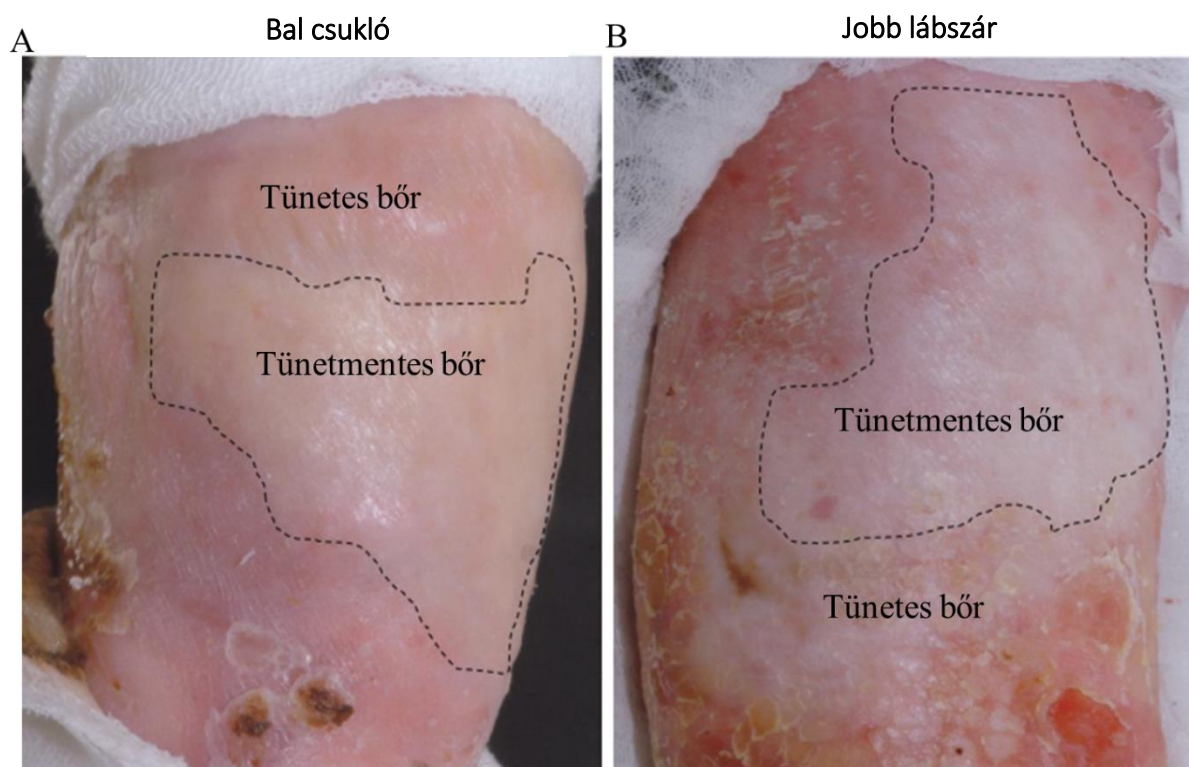 A
Bal csukló
Tünetes bőr
Tünetmentes bőr
B
Jobb lábszár
Tünetmentes bőr
Tünetes bőr